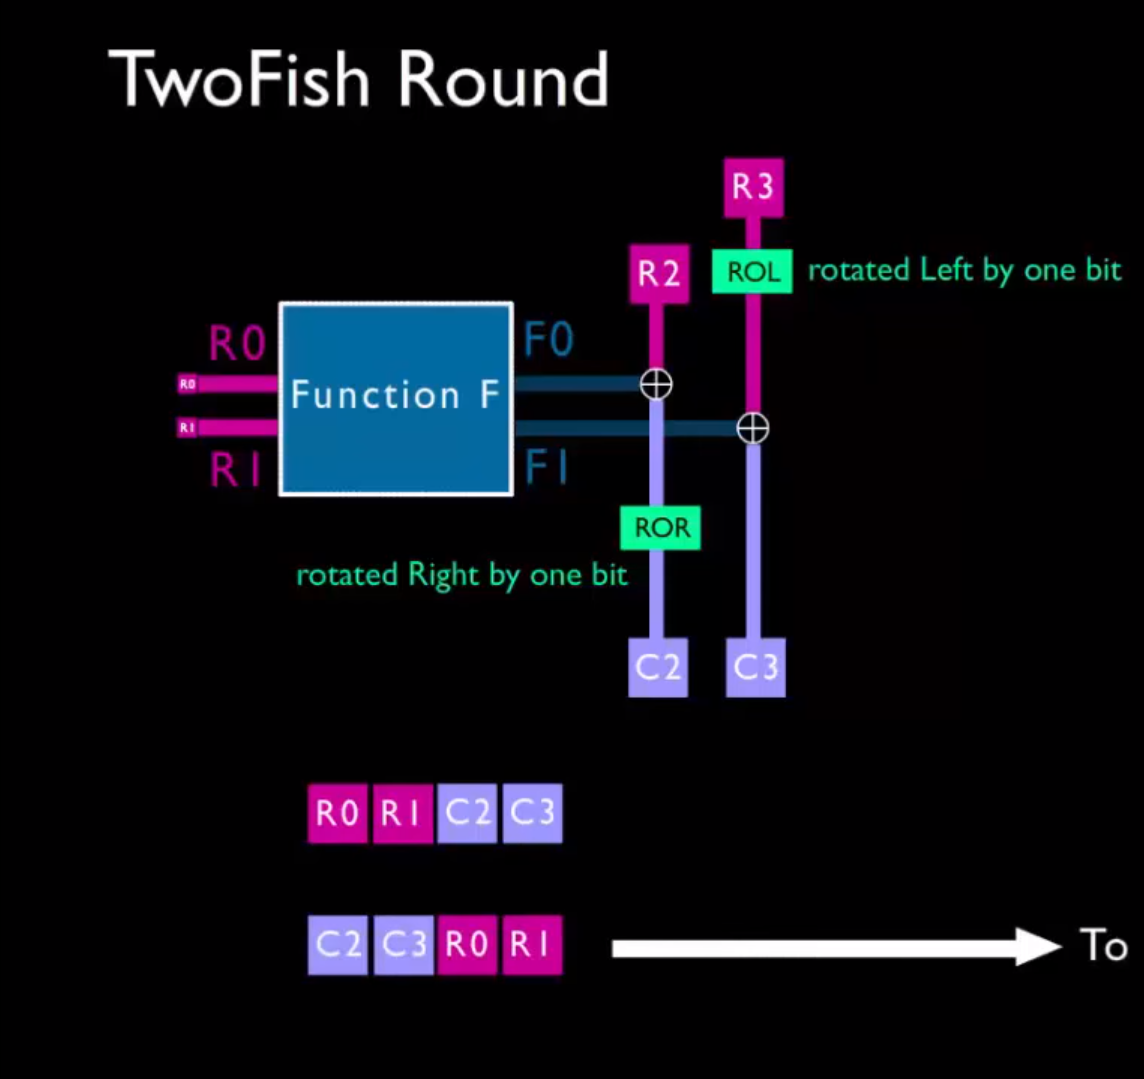 TwoFish Round
R3
R2
ROL rotated Left by one bit
R0
F0
R0
Function F
R1
R1
F1
ROR
rotated Right by one bit
C2 C3
R0 R1 C2 C3
C2 C3 R0 R1 To